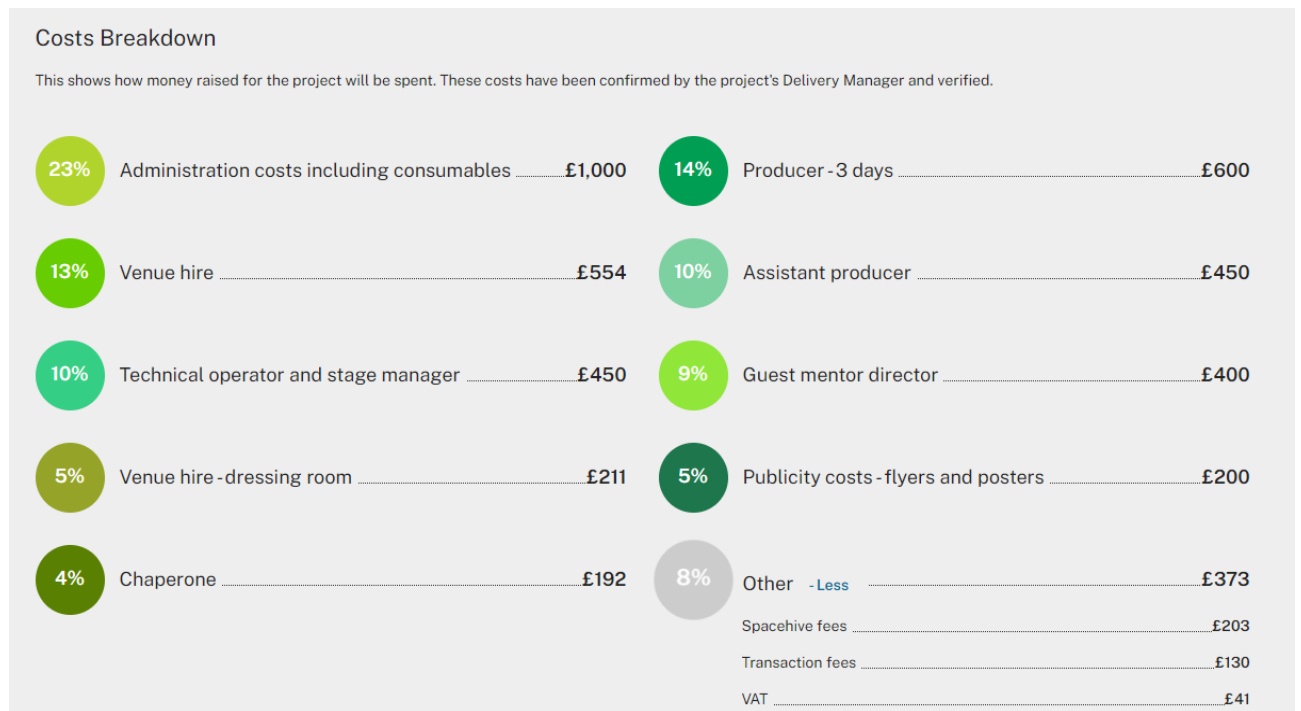 Costs Breakdown
This shows how money raised for the project will be spent. These costs have been confirmed by the project's Delivery Manager and verified.
23% Administration costs including consumables £1,000
14% Producer - 3 days £600
13% Venue hire £554
10% Assistant producer £450
10% Technical operator and stage manager £450
9% Guest mentor director £400
5% Venue hire - dressing room £211
5% Publicity costs - flyers and posters £200
4% Chaperone £192
8% Other - Less £373
Spacehive fees £203
Transaction fees £130
VAT £41